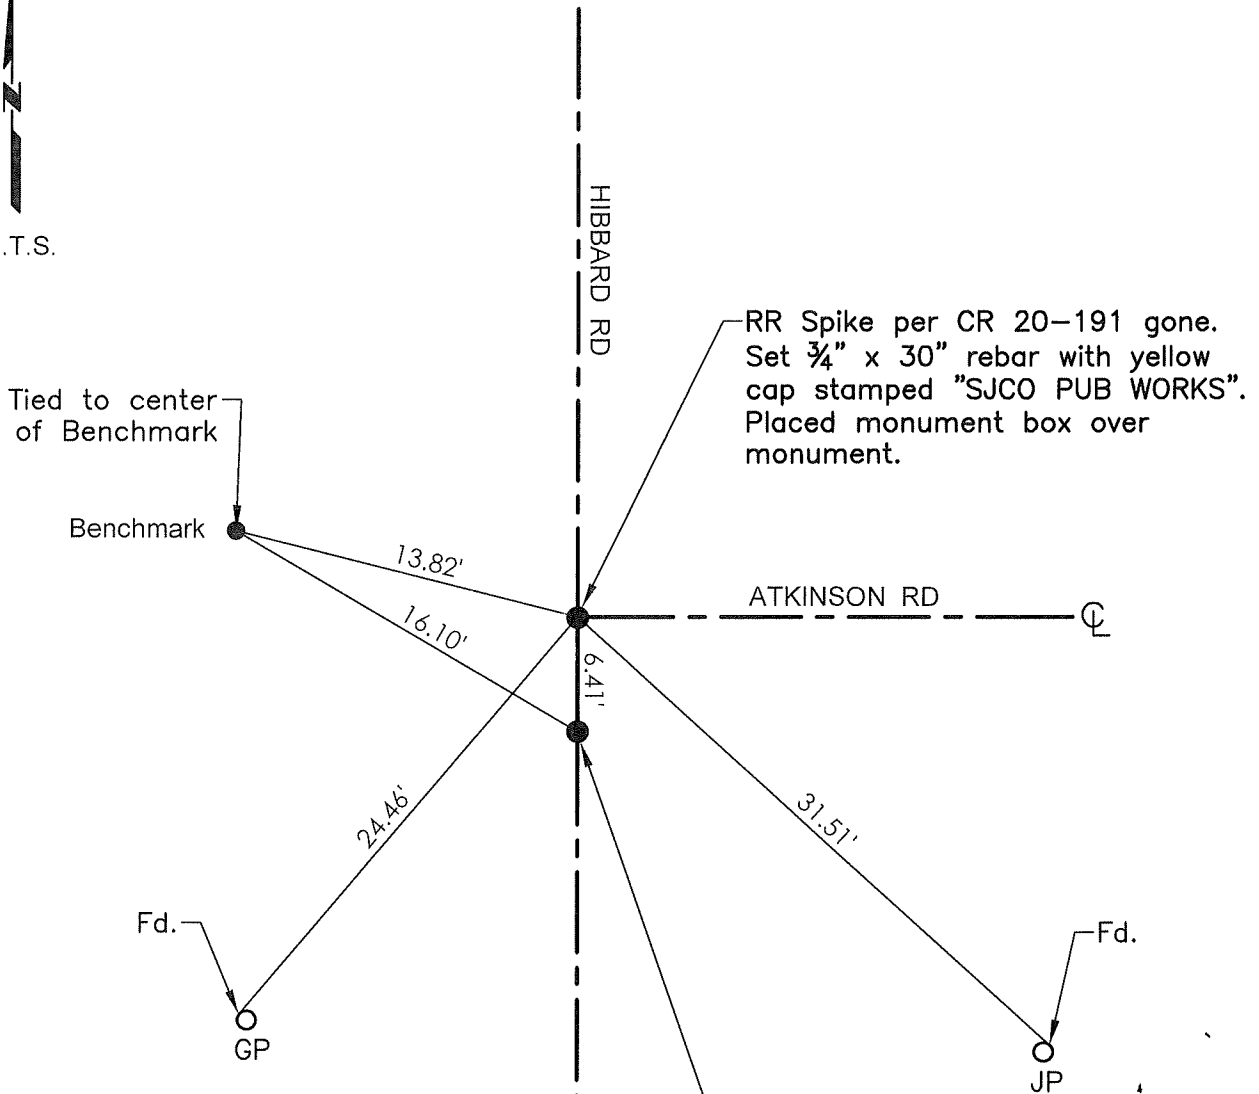 N
.T.S.
HIBBARD RD
RR Spike per CR 20-191 gone.
Set ¾" x 30" rebar with yellow
cap stamped "SJCO PUB WORKS".
Placed monument box over
monument.
Tied to center
of Benchmark
Benchmark
13.82'
16.10'
ATKINSON RD
℄
6.41'
24.46'
31.51'
Fd.
GP
Fd.
JP